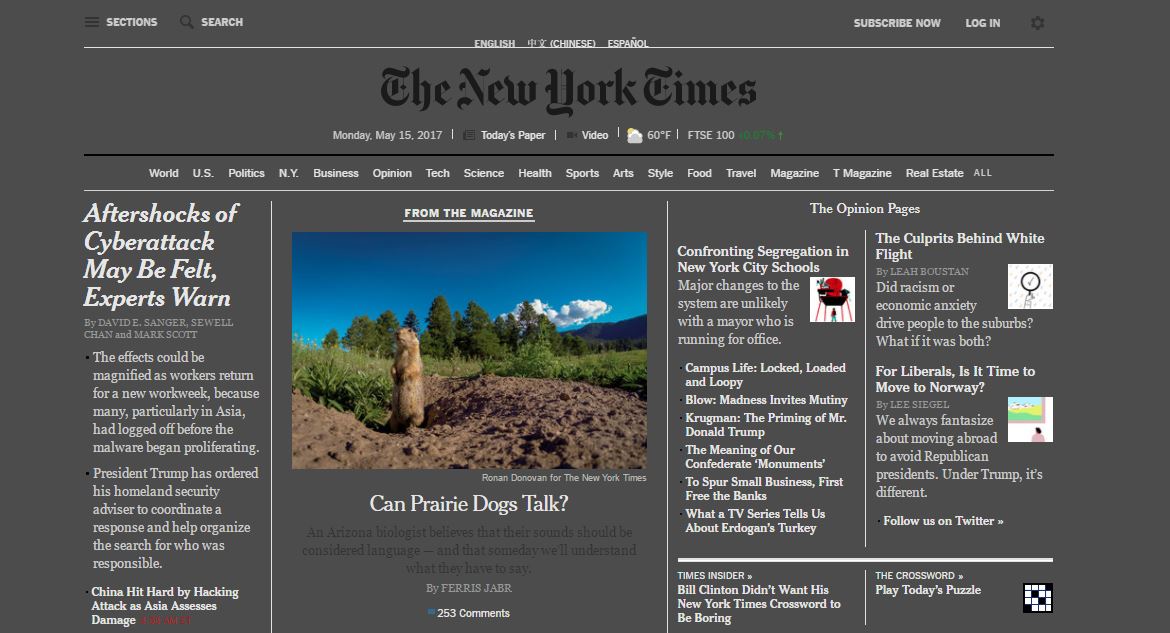 SECTIONS
SEARCH
SUBSCRIBE NOW
LOG IN
ENGLISH 中文 (CHINESE) ESPAÑOL
The New York Times
Monday, May 15, 2017
Today's Paper
Video
60°F
FTSE 100 +0.07% ↑
World U.S. Politics N.Y. Business Opinion Tech Science Health Sports Arts Style Food Travel Magazine T Magazine Real Estate ALL
Aftershocks of
Cyberattack
May Be Felt,
Experts Warn
By DAVID E. SANGER, SEWELL
CHAN and MARK SCOTT
The effects could be
magnified as workers return
for a new workweek, because
many, particularly in Asia,
had logged off before the
malware began proliferating.
President Trump has ordered
his homeland security
adviser to coordinate a
response and help organize
the search for who was
responsible.
China Hit Hard by Hacking
Attack as Asia Assesses
Damage
FROM THE MAGAZINE
Ronan Donovan for The New York Times
Can Prairie Dogs Talk?
An Arizona biologist believes that their sounds should be
considered language — and that someday we'll understand
what they have to say.
By FERRIS JABR
253 Comments
The Opinion Pages
Confronting Segregation in
New York City Schools
Major changes to the
system are unlikely
with a mayor who is
running for office.
Campus Life: Locked, Loaded
and Loopy
Blow: Madness Invites Mutiny
Krugman: The Priming of Mr.
Donald Trump
The Meaning of Our
Confederate ‘Monuments’
To Spur Small Business, First
Free the Banks
What a TV Series Tells Us
About Erdogan's Turkey
The Culprits Behind White
Flight
By LEAH BOUSTAN
Did racism or
economic anxiety
drive people to the suburbs?
What if it was both?
For Liberals, Is It Time to
Move to Norway?
By LEE SIEGEL
We always fantasize
about moving abroad
to avoid Republican
presidents. Under Trump, it's
different.
Follow us on Twitter »
TIMES INSIDER »
Bill Clinton Didn't Want His
New York Times Crossword to
Be Boring
THE CROSSWORD »
Play Today's Puzzle